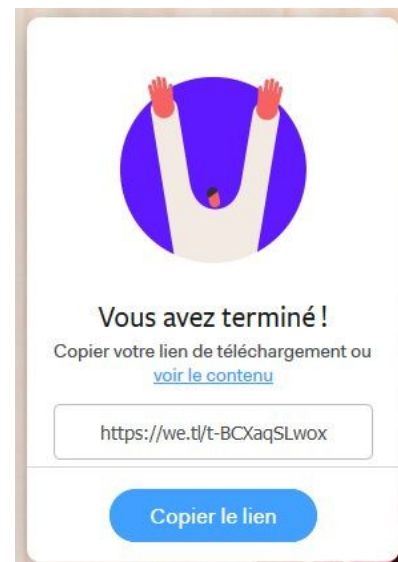 Vous avez terminé !
Copier votre lien de téléchargement ou
voir le contenu
https://we.tl/t-BCXaqSLwox
Copier le lien